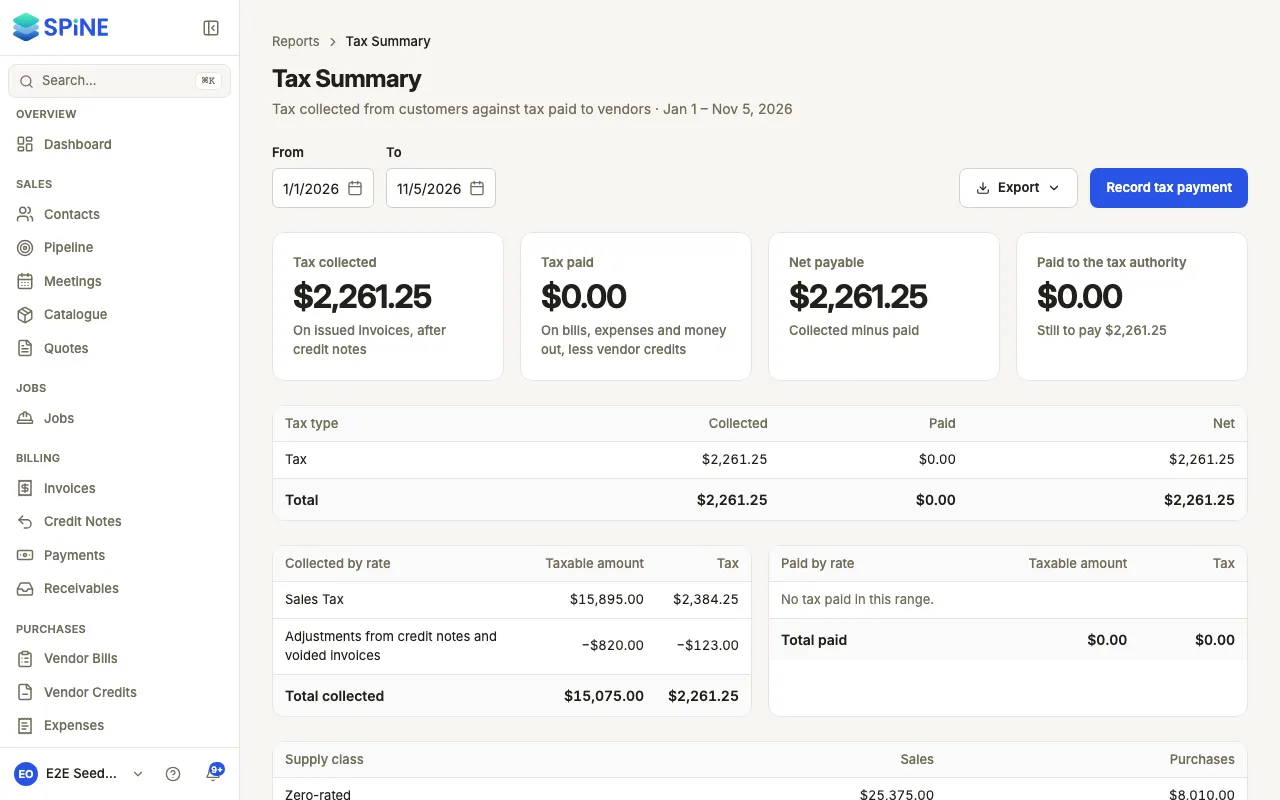 SPiNE
Search...
⌘K
OVERVIEW
Dashboard
SALES
Contacts
Pipeline
Meetings
Catalogue
Quotes
JOBS
Jobs
BILLING
Invoices
Credit Notes
Payments
Receivables
PURCHASES
Vendor Bills
Vendor Credits
Expenses
EO
E2E Seed...
9+
Reports
Tax Summary
Tax Summary
Tax collected from customers against tax paid to vendors · Jan 1 – Nov 5, 2026
From
To
1/1/2026
11/5/2026
Export
Record tax payment
Tax collected
$2,261.25
On issued invoices, after
credit notes
Tax paid
$0.00
On bills, expenses and money
out, less vendor credits
Net payable
$2,261.25
Collected minus paid
Paid to the tax authority
$0.00
Still to pay $2,261.25
Tax type Collected Paid Net
Tax $2,261.25 $0.00 $2,261.25
Total $2,261.25 $0.00 $2,261.25
Collected by rate Taxable amount Tax
Sales Tax $15,895.00 $2,384.25
Adjustments from credit notes and
voided invoices −$820.00 −$123.00
Total collected $15,075.00 $2,261.25
Paid by rate Taxable amount Tax
No tax paid in this range.
Total paid $0.00 $0.00
Supply class Sales Purchases
Zero-rated $25,375.00 $8,010.00